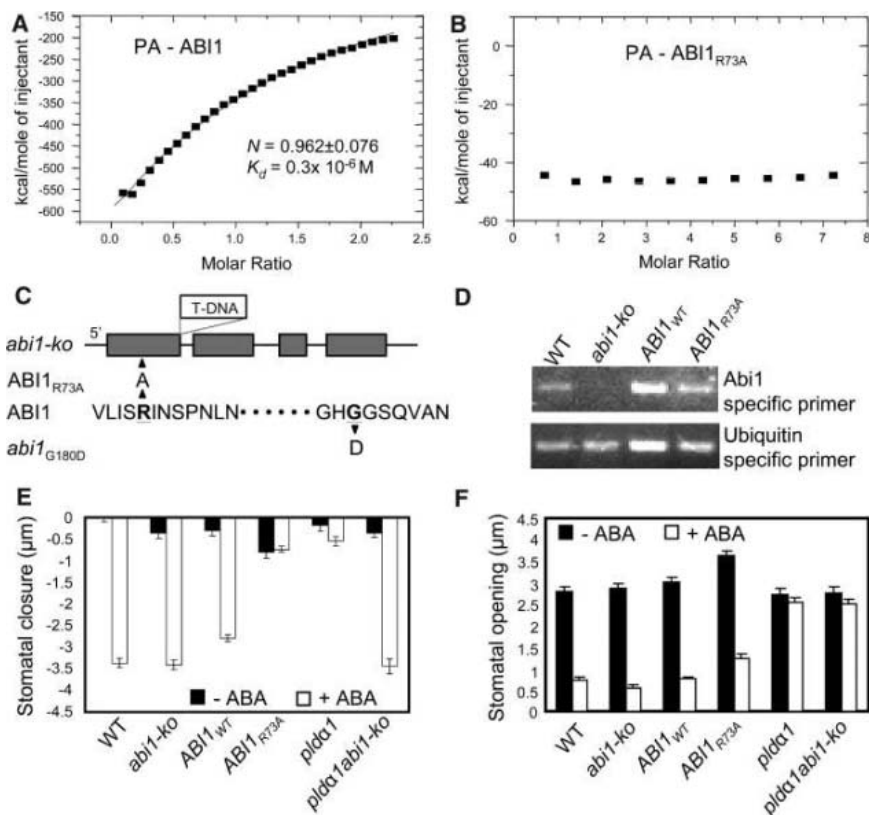 A
PA - ABI1
N = 0.962±0.076
K_d = 0.3x 10⁻⁶ M
kcal/mole of injectant
-150
-200
-250
-300
-350
-400
-450
-500
-550
-600
0.0 0.5 1.0 1.5 2.0 2.5
Molar Ratio
B
PA - ABI1R73A
kcal/mole of injectant
0
-20
-40
-60
0 1 2 3 4 5 6 7 8
Molar Ratio
C
T-DNA
5'
abi1-ko
ABI1R73A A
ABI1 VLISRINSPNLN••••••GHGGSQVAN
abi1G180D D
D
WT abi1-ko ABI1WT ABI1R73A
Abi1
specific primer
Ubiquitin
specific primer
E
Stomatal closure (µm)
0
-0.5
-1
-1.5
-2
-2.5
-3
-3.5
-4
-4.5
- ABA + ABA
WT abi1-ko ABI1WT ABI1R73A pldα1 pldα1abi1-ko
F
Stomatal opening (µm)
4.5
4
3.5
3
2.5
2
1.5
1
0.5
0
- ABA + ABA
WT abi1-ko ABI1WT ABI1R73A pldα1 pldα1abi1-ko